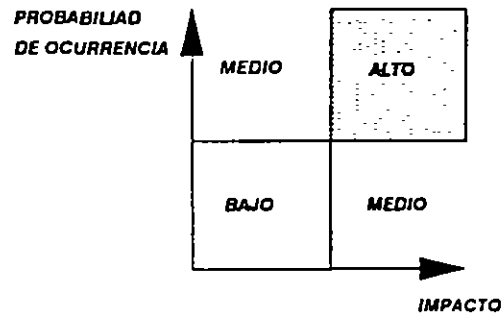 PROBABILIAD
DE OCURRENCIA
MEDIO
ALTO
BAJO
MEDIO
IMPACTO